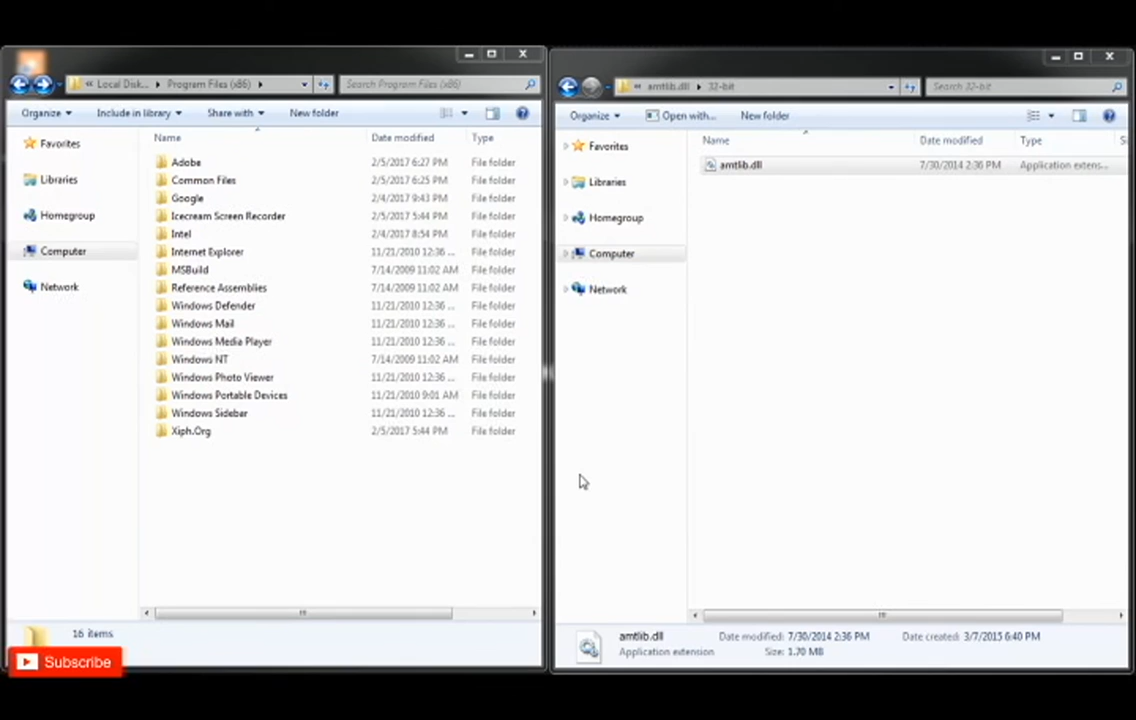 « Local Disk... ▸ Program Files (x86) ▸
Search Program Files (x86)
Organize
Include in library
Share with
New folder
Favorites
Libraries
Homegroup
Computer
Network
Name Date modified Type
Adobe 2/5/2017 6:27 PM File folder
Common Files 2/5/2017 6:25 PM File folder
Google 2/4/2017 9:43 PM File folder
Icecream Screen Recorder 2/5/2017 5:44 PM File folder
Intel 2/4/2017 8:54 PM File folder
Internet Explorer 11/21/2010 12:36 ... File folder
MSBuild 7/14/2009 11:02 AM File folder
Reference Assemblies 7/14/2009 11:02 AM File folder
Windows Defender 11/21/2010 12:36 ... File folder
Windows Mail 11/21/2010 12:36 ... File folder
Windows Media Player 11/21/2010 12:36 ... File folder
Windows NT 7/14/2009 11:02 AM File folder
Windows Photo Viewer 11/21/2010 12:36 ... File folder
Windows Portable Devices 11/21/2010 9:01 AM File folder
Windows Sidebar 11/21/2010 12:36 ... File folder
Xiph.Org 2/5/2017 5:44 PM File folder
16 items
Subscribe
« amtlib.dll ▸ 32-bit
Search 32-bit
Organize
Open with...
New folder
Favorites
Libraries
Homegroup
Computer
Network
Name Date modified Type S
amtlib.dll 7/30/2014 2:36 PM Application extens...
amtlib.dll Date modified: 7/30/2014 2:36 PM Date created: 3/7/2015 6:40 PM
Application extension Size: 1.70 MB